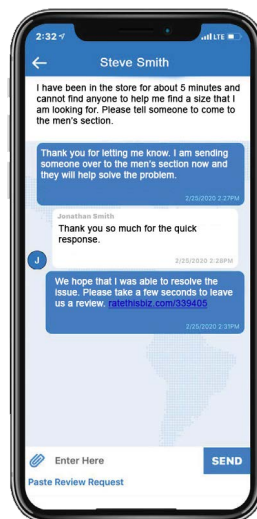 2:32
LTE
Steve Smith
I have been in the store for about 5 minutes and
cannot find anyone to help me find a size that I
am looking for. Please tell someone to come to
the men's section.
Thank you for letting me know. I am sending
someone over to the men's section now and
they will help solve the problem.
2/25/2020 2:27PM
Jonathan Smith
Thank you so much for the quick
response.
J
2/25/2020 2:28PM
We hope that I was able to resolve the
issue. Please take a few seconds to leave
us a review. ratethisbiz.com/339405
2/25/2020 2:31PM
Enter Here
SEND
Paste Review Request